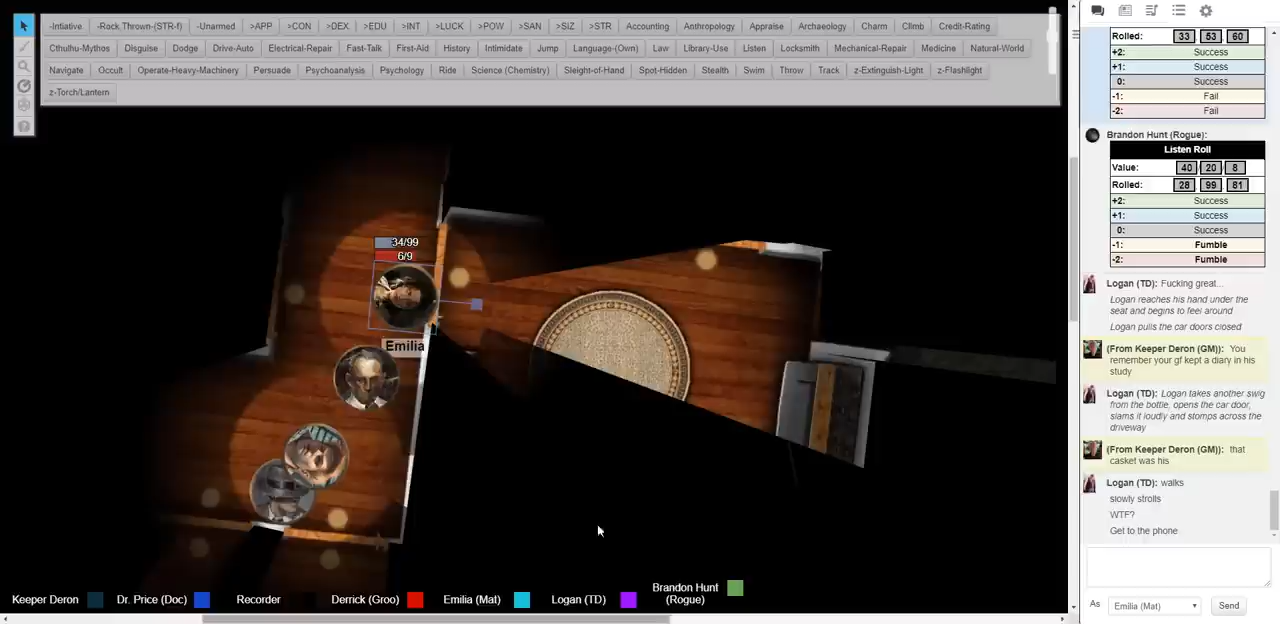 -Intiative -Rock.Thrown-(STR-f) -Unarmed >APP >CON >DEX >EDU >INT >LUCK >POW >SAN >SIZ >STR Accounting Anthropology Appraise Archaeology Charm Climb Credit-Rating
Cthulhu-Mythos Disguise Dodge Drive-Auto Electrical-Repair Fast-Talk First-Aid History Intimidate Jump Language-(Own) Law Library-Use Listen Locksmith Mechanical-Repair Medicine Natural-World
Navigate Occult Operate-Heavy-Machinery Persuade Psychoanalysis Psychology Ride Science (Chemistry) Sleight-of-Hand Spot-Hidden Stealth Swim Throw Track z-Extinguish-Light z-Flashlight
z-Torch/Lantern
34/99
6/9
Emilia
Keeper Deron Dr. Price (Doc) Recorder Derrick (Groo) Emilia (Mat) Logan (TD) Brandon Hunt
(Rogue)
Rolled: 33 53 60
+2: Success
+1: Success
0: Success
-1: Fail
-2: Fail
Brandon Hunt (Rogue):
Listen Roll
Value: 40 20 8
Rolled: 28 99 81
+2: Success
+1: Success
0: Success
-1: Fumble
-2: Fumble
Logan (TD): Fucking great...
Logan reaches his hand under the
seat and begins to feel around
Logan pulls the car doors closed
(From Keeper Deron (GM)): You
remember your gf kept a diary in his
study
Logan (TD): Logan takes another swig
from the bottle, opens the car door,
slams it loudly and stomps across the
driveway
(From Keeper Deron (GM)): that
casket was his
Logan (TD): walks
slowly strolls
WTF?
Get to the phone
As Emilia (Mat) Send